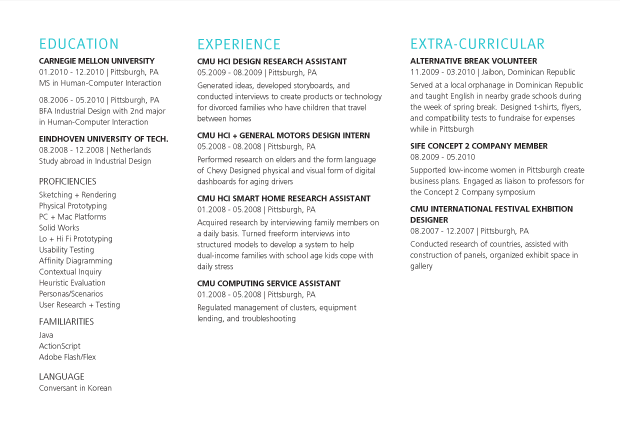 EDUCATION
CARNEGIE MELLON UNIVERSITY
01.2010 - 12.2010 | Pittsburgh, PA
MS in Human-Computer Interaction
08.2006 - 05.2010 | Pittsburgh, PA
BFA Industrial Design with 2nd major
in Human-Computer Interaction
EINDHOVEN UNIVERSITY OF TECH.
08.2008 - 12.2008 | Netherlands
Study abroad in Industrial Design
PROFICIENCIES
Sketching + Rendering
Physical Prototyping
PC + Mac Platforms
Solid Works
Lo + Hi Fi Prototyping
Usability Testing
Affinity Diagramming
Contextual Inquiry
Heuristic Evaluation
Personas/Scenarios
User Research + Testing
FAMILIARITIES
Java
ActionScript
Adobe Flash/Flex
LANGUAGE
Conversant in Korean
EXPERIENCE
CMU HCI DESIGN RESEARCH ASSISTANT
05.2009 - 08.2009 | Pittsburgh, PA
Generated ideas, developed storyboards, and
conducted interviews to create products or technology
for divorced families who have children that travel
between homes
CMU HCI + GENERAL MOTORS DESIGN INTERN
05.2008 - 08.2008 | Pittsburgh, PA
Performed research on elders and the form language
of Chevy Designed physical and visual form of digital
dashboards for aging drivers
CMU HCI SMART HOME RESEARCH ASSISTANT
01.2008 - 05.2008 | Pittsburgh, PA
Acquired research by interviewing family members on
a daily basis. Turned freeform interviews into
structured models to develop a system to help
dual-income families with school age kids cope with
daily stress
CMU COMPUTING SERVICE ASSISTANT
01.2008 - 05.2008 | Pittsburgh, PA
Regulated management of clusters, equipment
lending, and troubleshooting
EXTRA-CURRICULAR
ALTERNATIVE BREAK VOLUNTEER
11.2009 - 03.2010 | Jaibon, Dominican Republic
Served at a local orphanage in Dominican Republic
and taught English in nearby grade schools during
the week of spring break. Designed t-shirts, flyers,
and compatibility tests to fundraise for expenses
while in Pittsburgh
SIFE CONCEPT 2 COMPANY MEMBER
08.2009 - 05.2010
Supported low-income women in Pittsburgh create
business plans. Engaged as liaison to professors for
the Concept 2 Company symposium
CMU INTERNATIONAL FESTIVAL EXHBITION
DESIGNER
08.2007 - 12.2007 | Pittsburgh, PA
Conducted research of countries, assisted with
construction of panels, organized exhibit space in
gallery